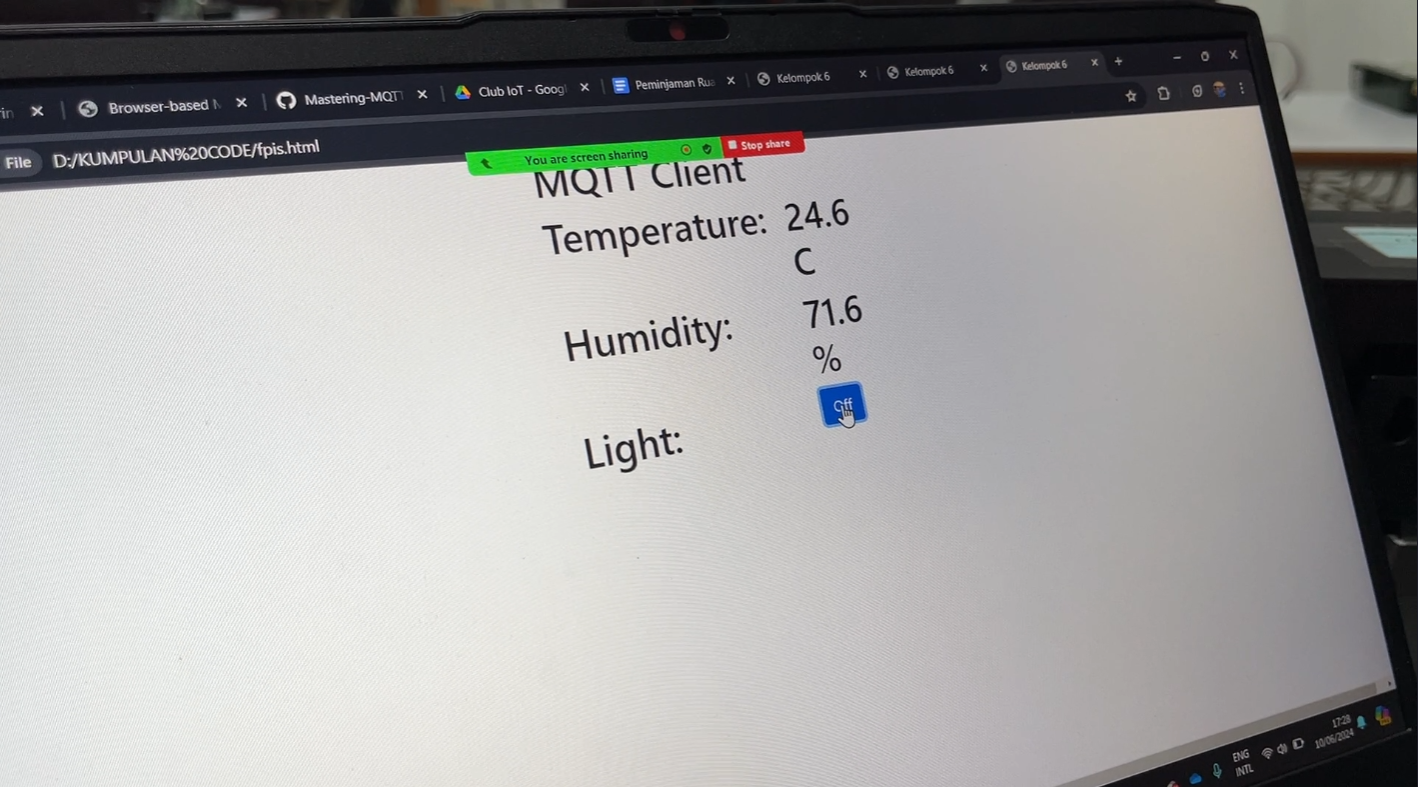 Browser-based M
Mastering-MQTT
Club IoT - Googl
Peminjaman Rua
Kelompok 6
Kelompok 6
Kelompok 6
File
D:/KUMPULAN%20CODE/fpis.html
You are screen sharing
Stop share
MQTT Client
Temperature: 24.6
C
Humidity: 71.6
%
Off
Light:
ENG
INTL
17:28
10/06/2024